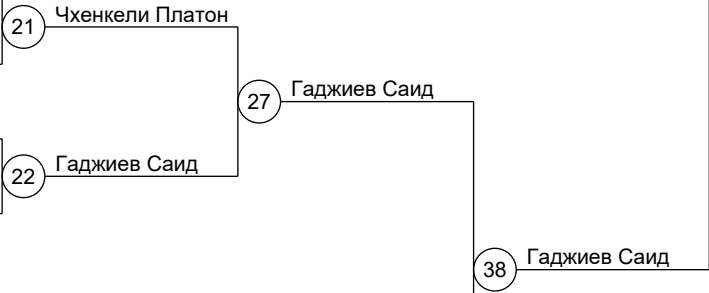 21 Чхенкели Платон
27 Гаджиев Саид
22 Гаджиев Саид
38 Гаджиев Саид